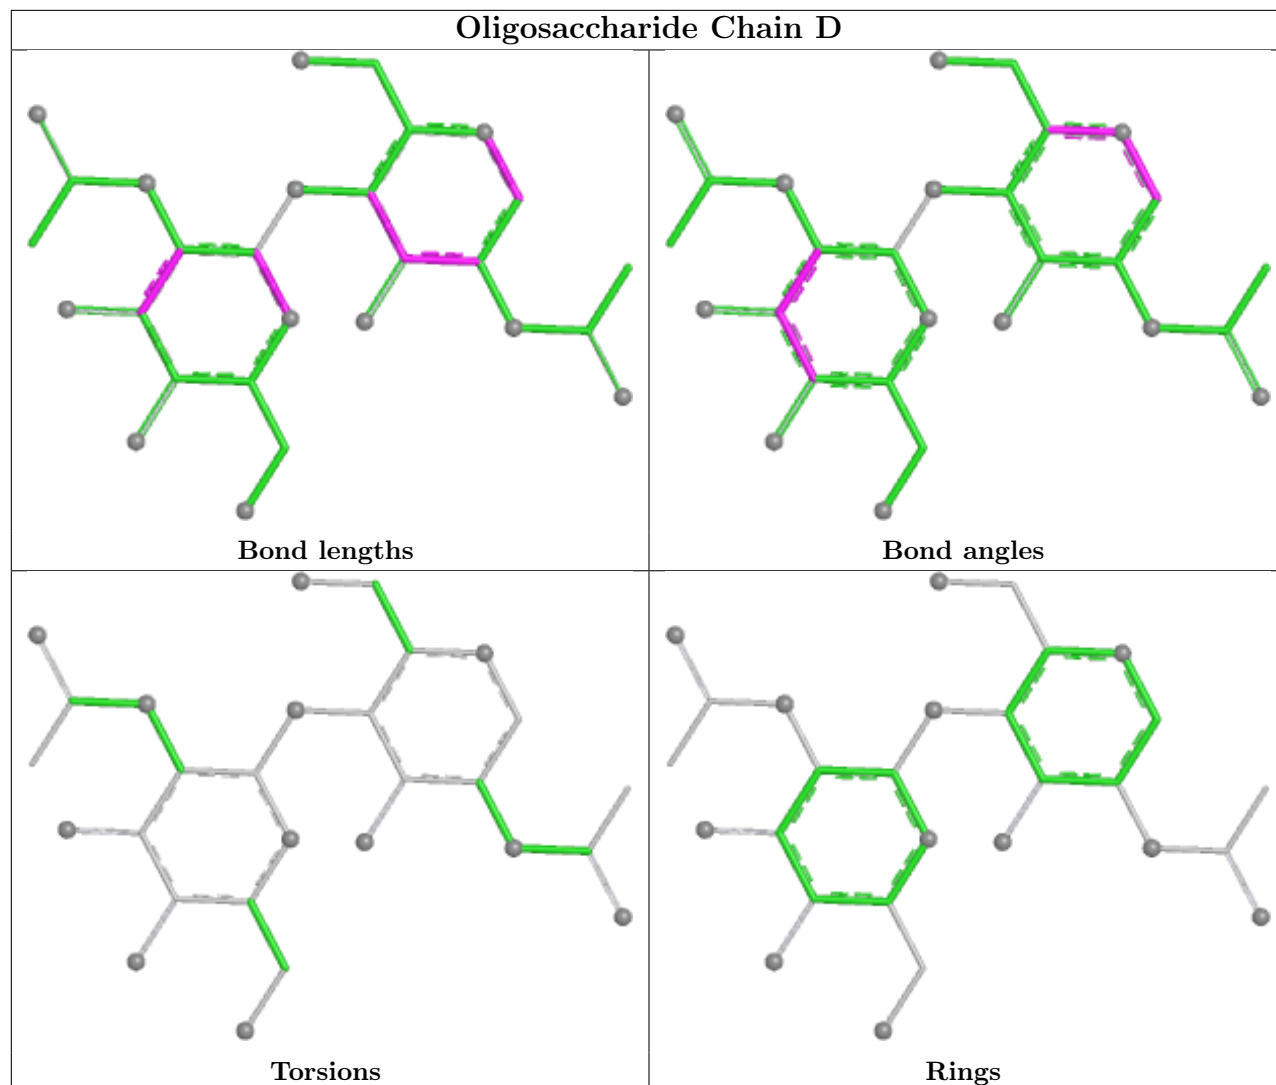 Oligosaccharide Chain D
Bond lengths
Bond angles
Torsions
Rings